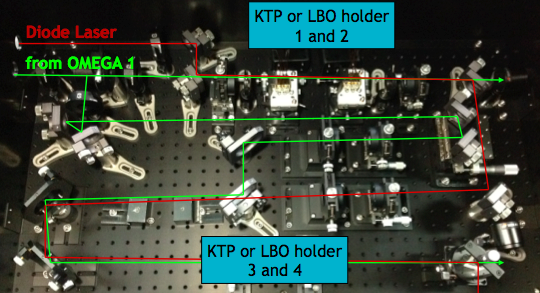 KTP or LBO holder
1 and 2
Diode Laser
from OMEGA 1
KTP or LBO holder
3 and 4